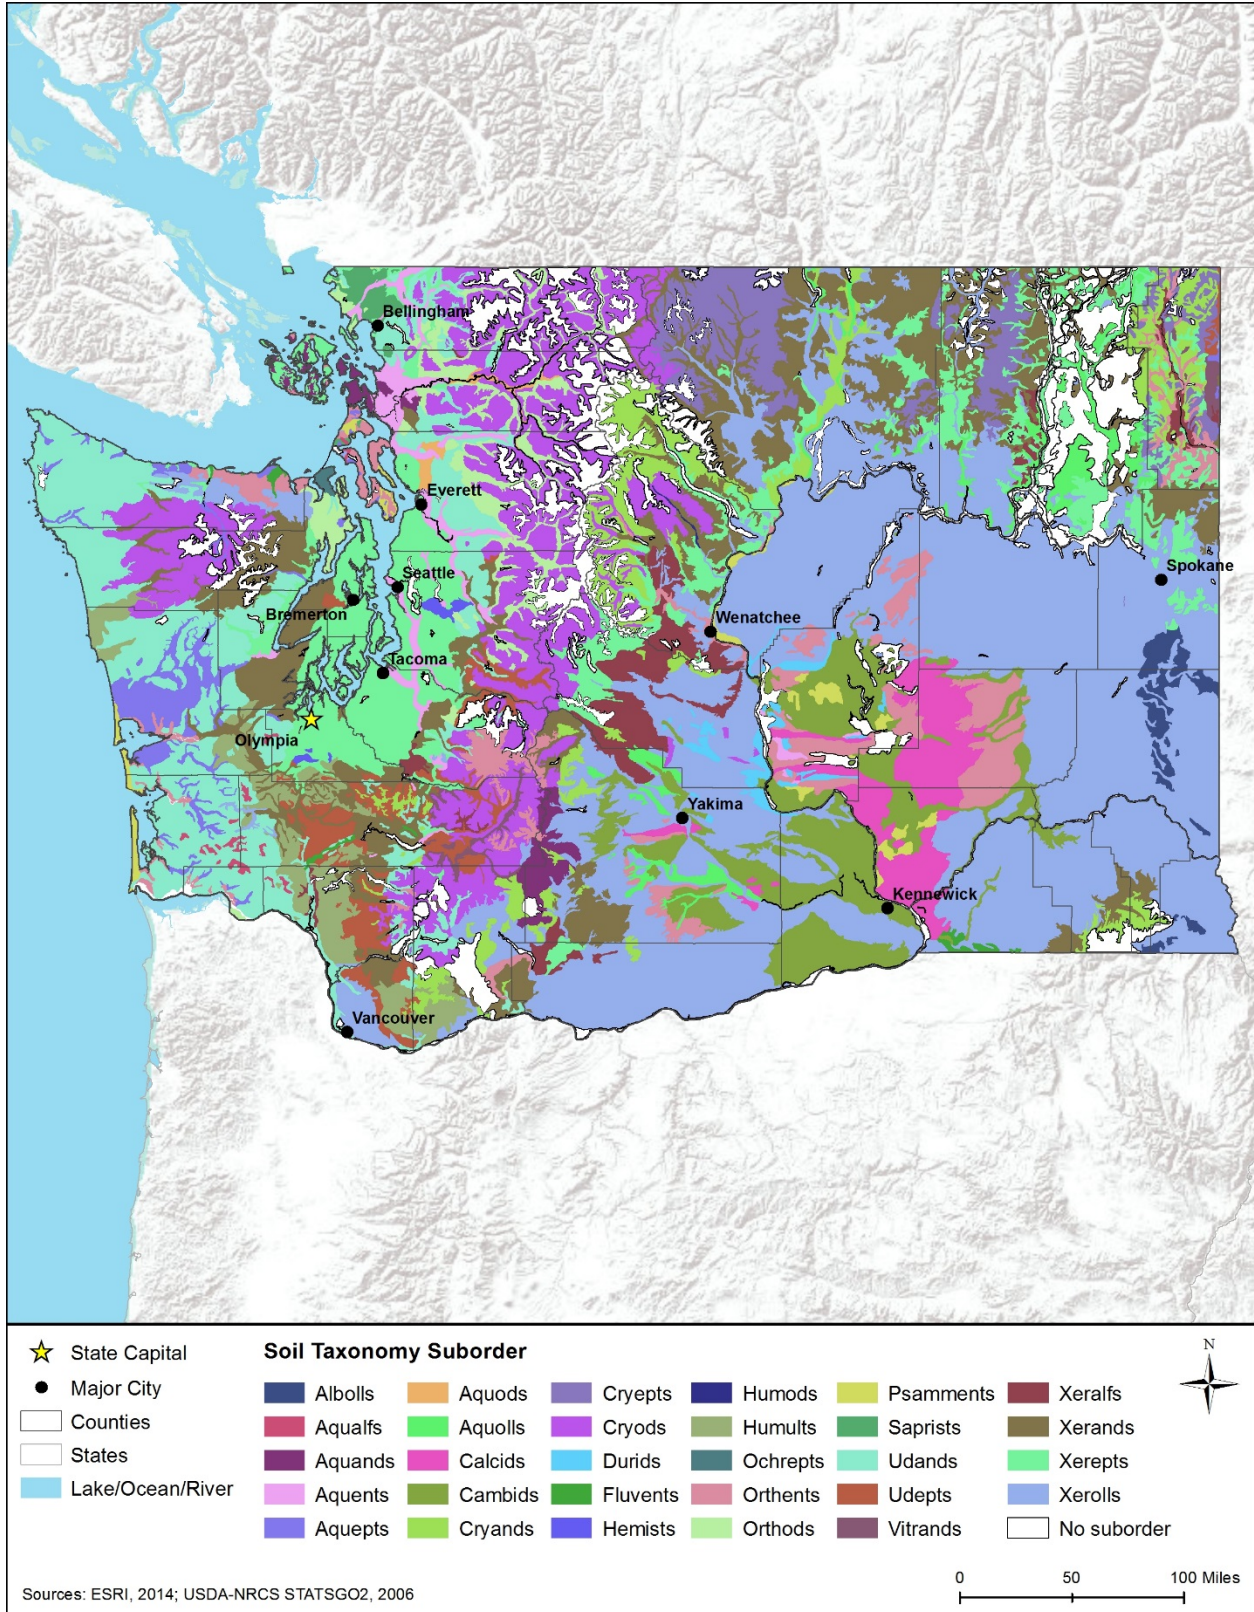 Bellingham
Everett
Seattle
Bremerton
Spokane
Wenatchee
Tacoma
Olympia
Yakima
Kennewick
Vancouver
State Capital
Major City
Counties
States
Lake/Ocean/River
Soil Taxonomy Suborder
Albolls
Aqualfs
Aquands
Aquents
Aquepts
Aquods
Aquolls
Calcids
Cambids
Cryands
Cryepts
Cryods
Durids
Fluvents
Hemists
Humods
Humults
Ochrepts
Orthents
Orthods
Psamments
Saprists
Udands
Udepts
Vitrands
Xeralfs
Xerands
Xerepts
Xerolls
No suborder
N
0 50 100 Miles
Sources: ESRI, 2014; USDA-NRCS STATSGO2, 2006